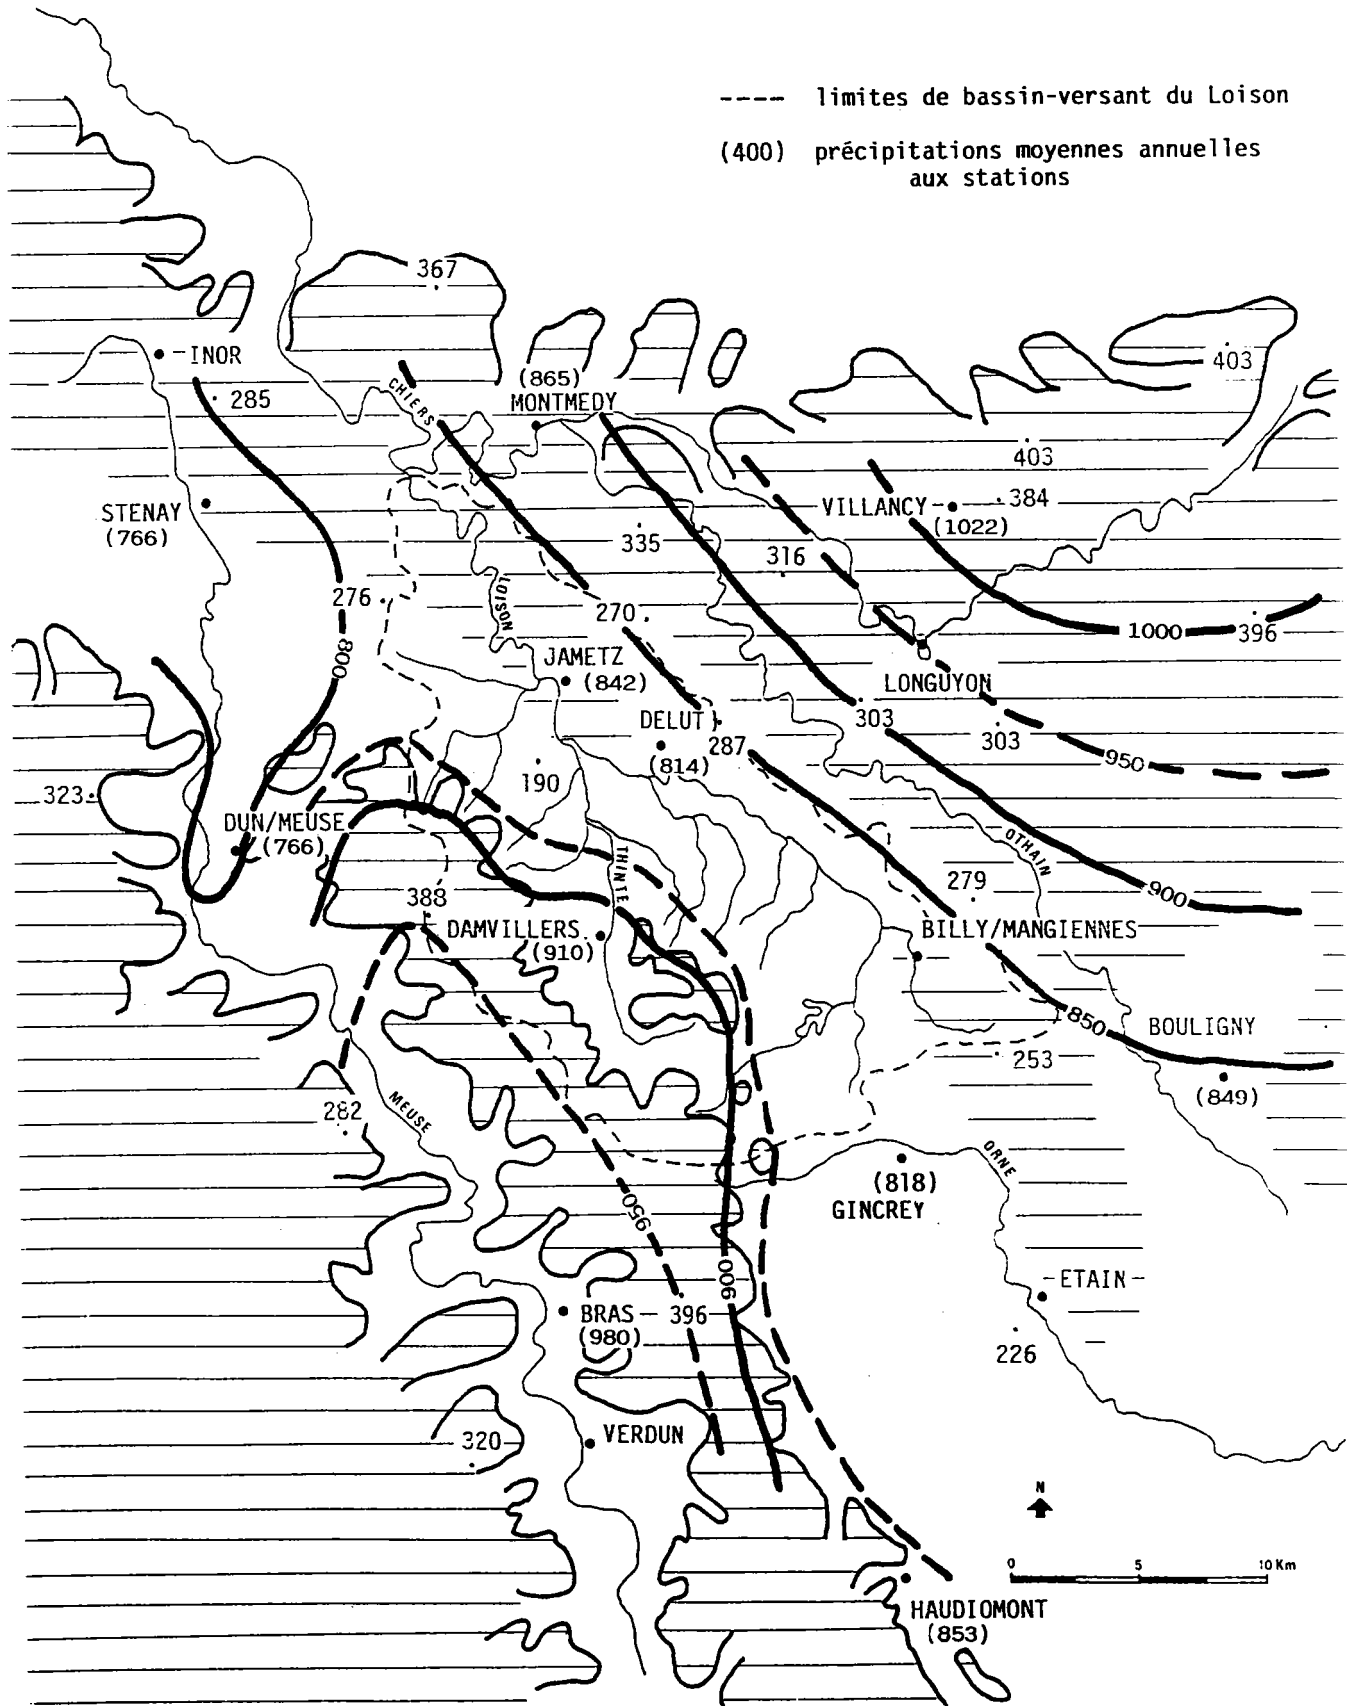 ---- limites de bassin-versant du Loison
(400) précipitations moyennes annuelles
aux stations
367
INOR
285
CHIERS
(865)
MONTMEDY
403
403
STENAY
(766)
VILLANCY
384
(1022)
335
316
276
LOISON
270
800
1000
396
JAMETZ
(842)
LONGUYON
DELUT
(814)
287
303
303
950
323
190
DUN/MEUSE
(766)
THINTE
OTHAIN
388
279
900
DAMVILLERS
(910)
BILLY/MANGIENNES
850
BOULIGNY
253
(849)
282
MEUSE
ORNE
(818)
GINCREY
950
900
ETAIN
BRAS
396
(980)
226
320
VERDUN
N
0 5 10 Km
HAUDIOMONT
(853)